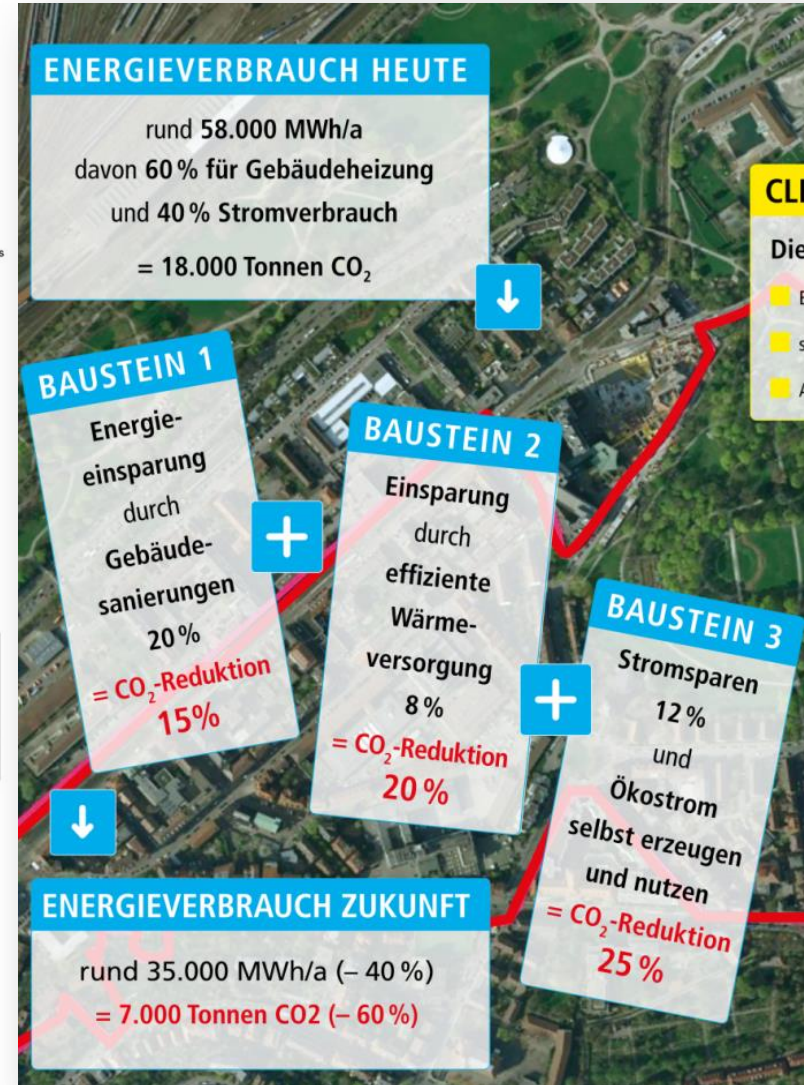 ENERGIEVERBRAUCH HEUTE
rund 58.000 MWh/a
davon 60 % für Gebäudeheizung
und 40 % Stromverbrauch
= 18.000 Tonnen CO₂
BAUSTEIN 1
Energie-
einsparung
durch
Gebäude-
sanierungen
20 %
= CO₂-Reduktion
15%
+
BAUSTEIN 2
Einsparung
durch
effiziente
Wärme-
versorgung
8 %
= CO₂-Reduktion
20 %
+
BAUSTEIN 3
Stromsparen
12 %
und
Ökostrom
selbst erzeugen
und nutzen
= CO₂-Reduktion
25 %
ENERGIEVERBRAUCH ZUKUNFT
rund 35.000 MWh/a (– 40 %)
= 7.000 Tonnen CO2 (– 60 %)
Die